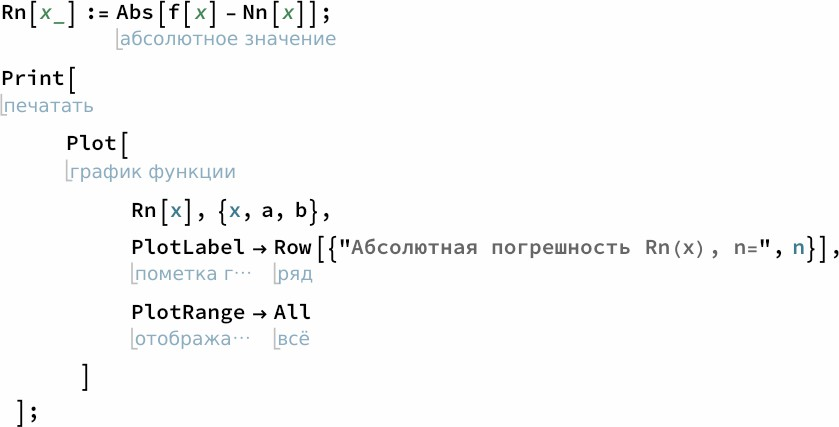 Rn[x_] := Abs[f[x] - Nn[x]];
абсолютное значение
Print[
печатать
Plot[
график функции
Rn[x], {x, a, b},
PlotLabel → Row[{"Абсолютная погрешность Rn(x), n=", n}],
пометка г⋯ ряд
PlotRange → All
отобража⋯ всё
]
];